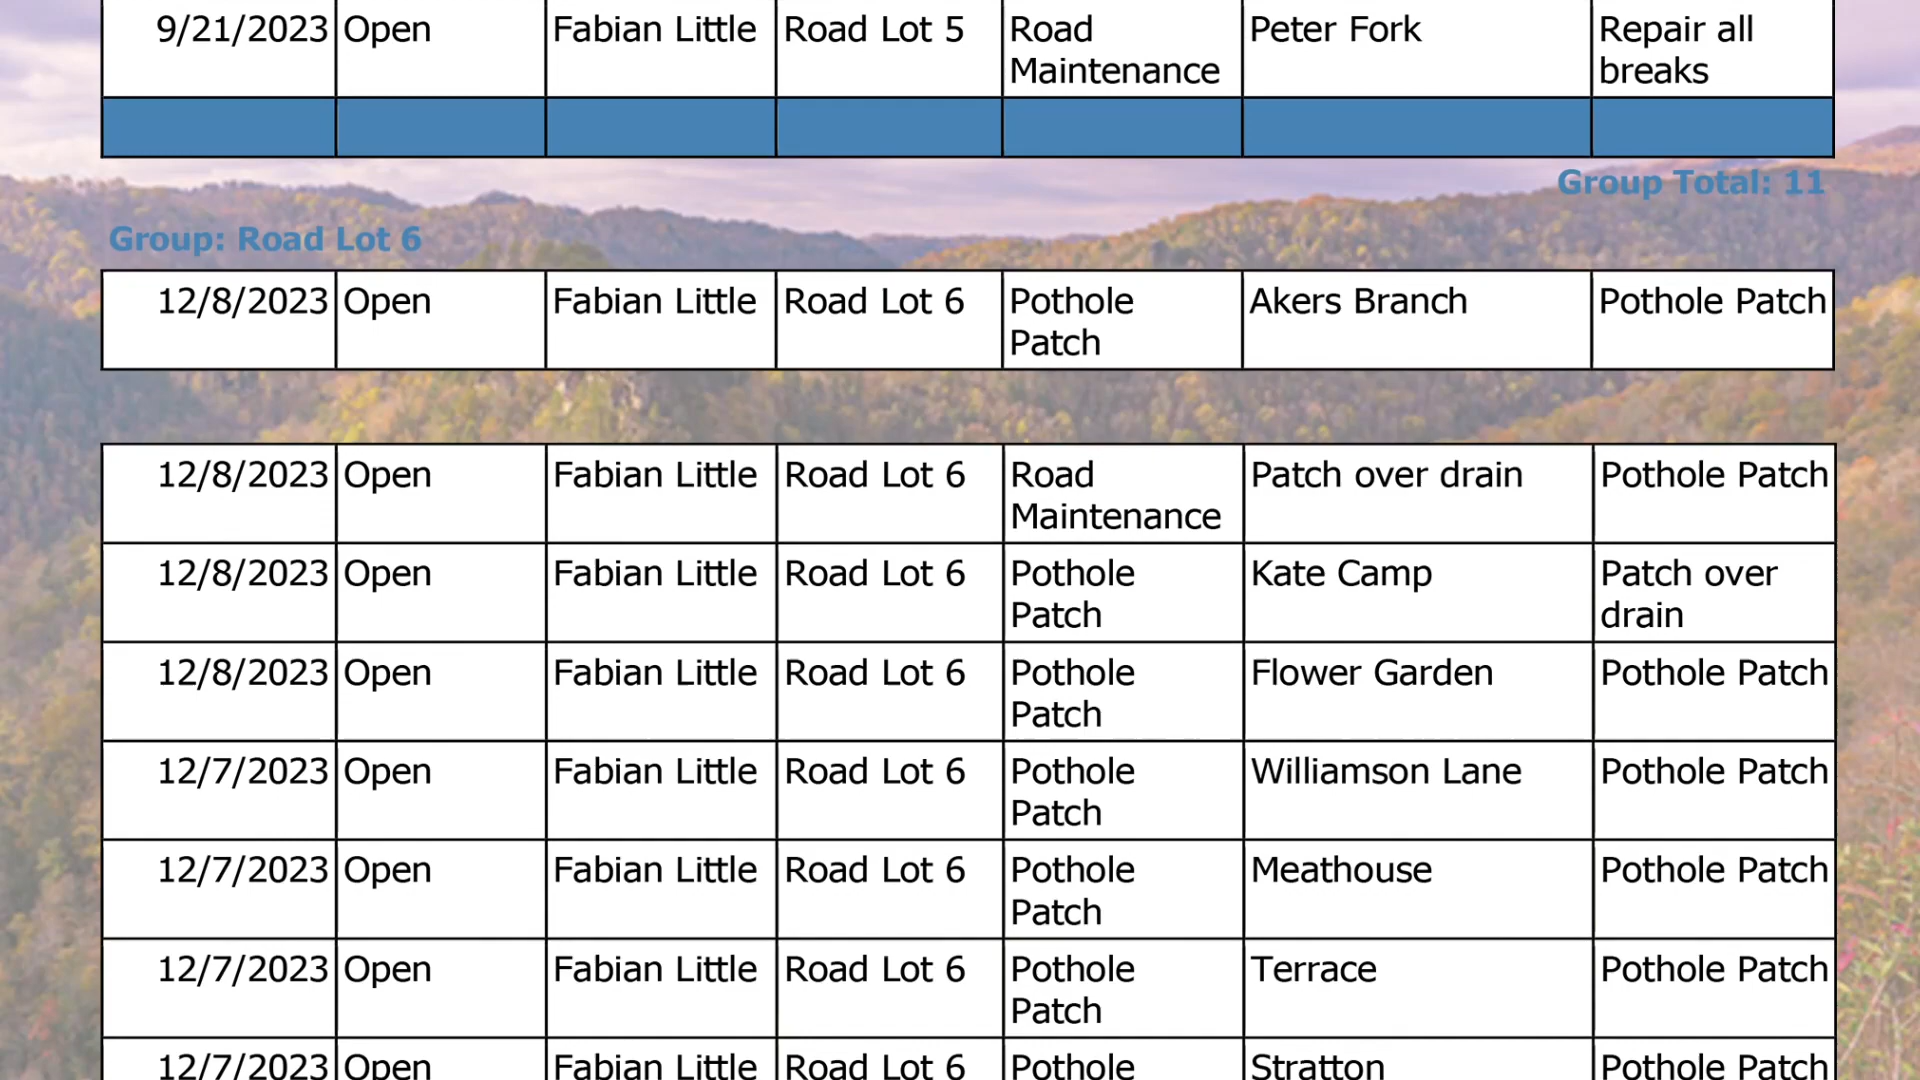 9/21/2023 Open Fabian Little Road Lot 5 Road Maintenance Peter Fork Repair all breaks
Group Total: 11
Group: Road Lot 6
12/8/2023 Open Fabian Little Road Lot 6 Pothole Patch Akers Branch Pothole Patch
12/8/2023 Open Fabian Little Road Lot 6 Road Maintenance Patch over drain Pothole Patch
12/8/2023 Open Fabian Little Road Lot 6 Pothole Patch Kate Camp Patch over drain
12/8/2023 Open Fabian Little Road Lot 6 Pothole Patch Flower Garden Pothole Patch
12/7/2023 Open Fabian Little Road Lot 6 Pothole Patch Williamson Lane Pothole Patch
12/7/2023 Open Fabian Little Road Lot 6 Pothole Patch Meathouse Pothole Patch
12/7/2023 Open Fabian Little Road Lot 6 Pothole Patch Terrace Pothole Patch
12/7/2023 Open Fabian Little Road Lot 6 Pothole Stratton Pothole Patch